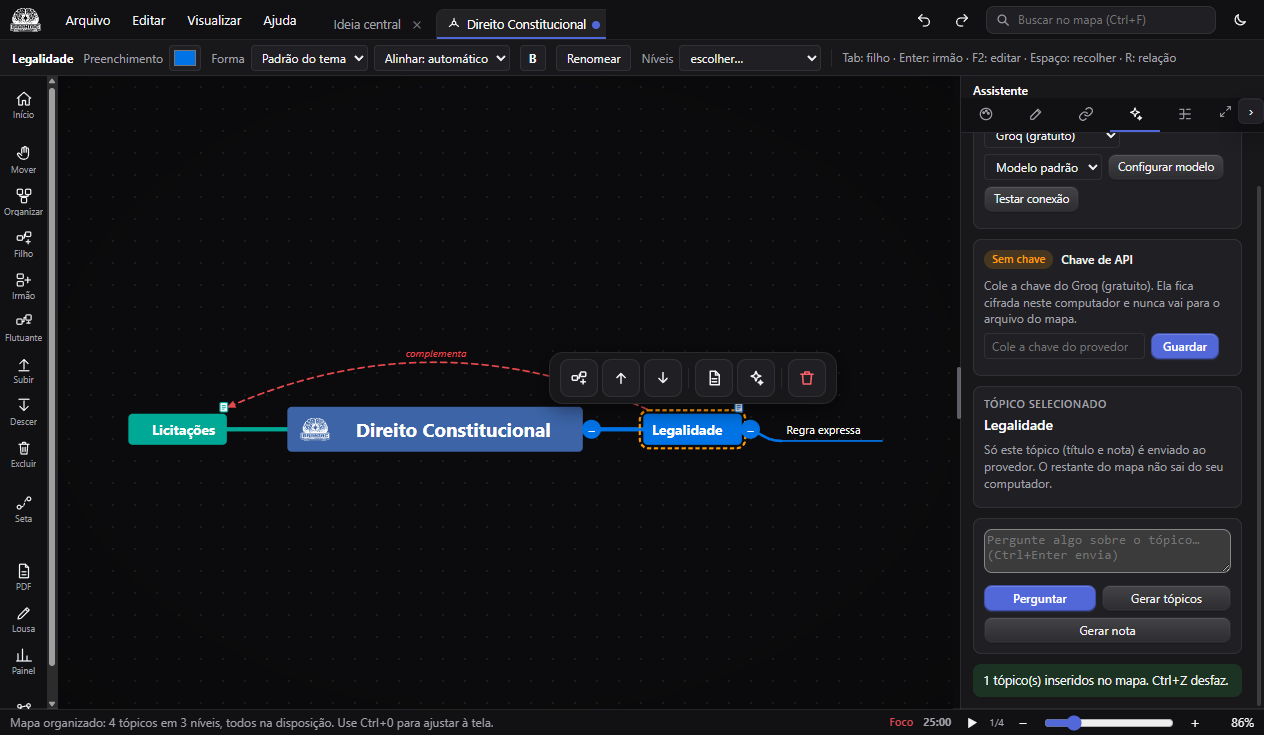 Arquivo Editar Visualizar Ajuda
Ideia central ×
Direito Constitucional
Buscar no mapa (Ctrl+F)
Legalidade Preenchimento Forma Padrão do tema Alinhar: automático B Renomear Níveis escolher...
Tab: filho · Enter: irmão · F2: editar · Espaço: recolher · R: relação
Início
Mover
Organizar
Filho
Irmão
Flutuante
Subir
Descer
Excluir
Seta
PDF
Lousa
Painel
complementa
Licitações
Direito Constitucional
Legalidade
Regra expressa
Assistente
Groq (gratuito)
Modelo padrão Configurar modelo
Testar conexão
Sem chave Chave de API
Cole a chave do Groq (gratuito). Ela fica
cifrada neste computador e nunca vai para o
arquivo do mapa.
Cole a chave do provedor Guardar
TÓPICO SELECIONADO
Legalidade
Só este tópico (título e nota) é enviado ao
provedor. O restante do mapa não sai do seu
computador.
Pergunte algo sobre o tópico…
(Ctrl+Enter envia)
Perguntar Gerar tópicos
Gerar nota
1 tópico(s) inseridos no mapa. Ctrl+Z desfaz.
Mapa organizado: 4 tópicos em 3 níveis, todos na disposição. Use Ctrl+0 para ajustar à tela.
Foco 25:00 1/4 − + 86%